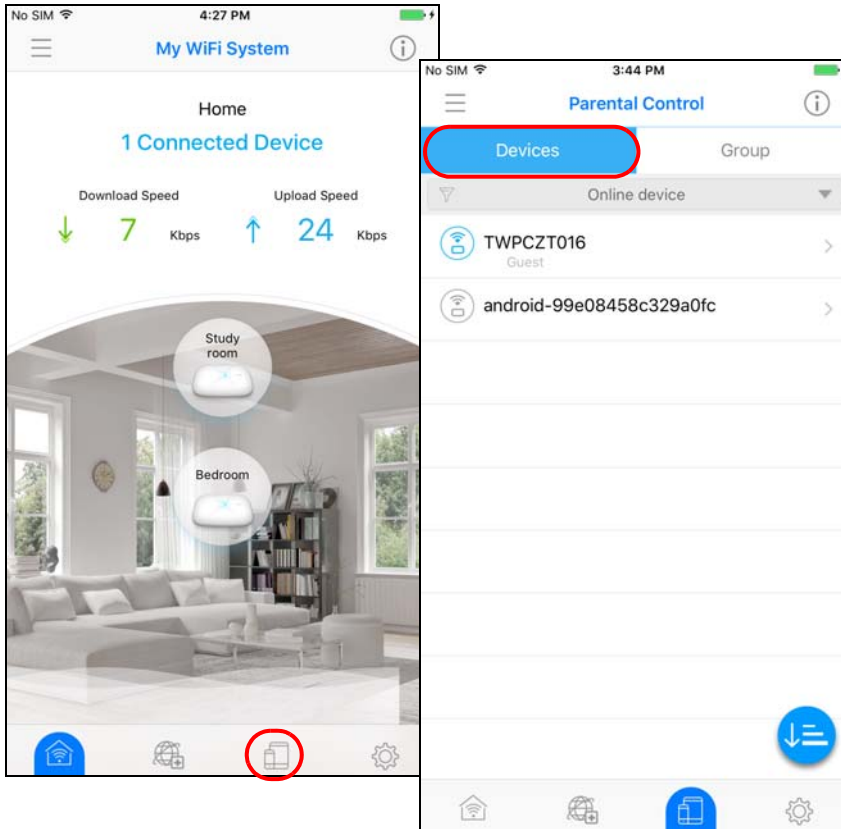 No SIM 4:27 PM
My WiFi System
Home
1 Connected Device
Download Speed Upload Speed
7 Kbps 24 Kbps
Study
room
Bedroom
No SIM 3:44 PM
Parental Control
Devices Group
Online device
TWPCZT016
Guest
android-99e08458c329a0fc